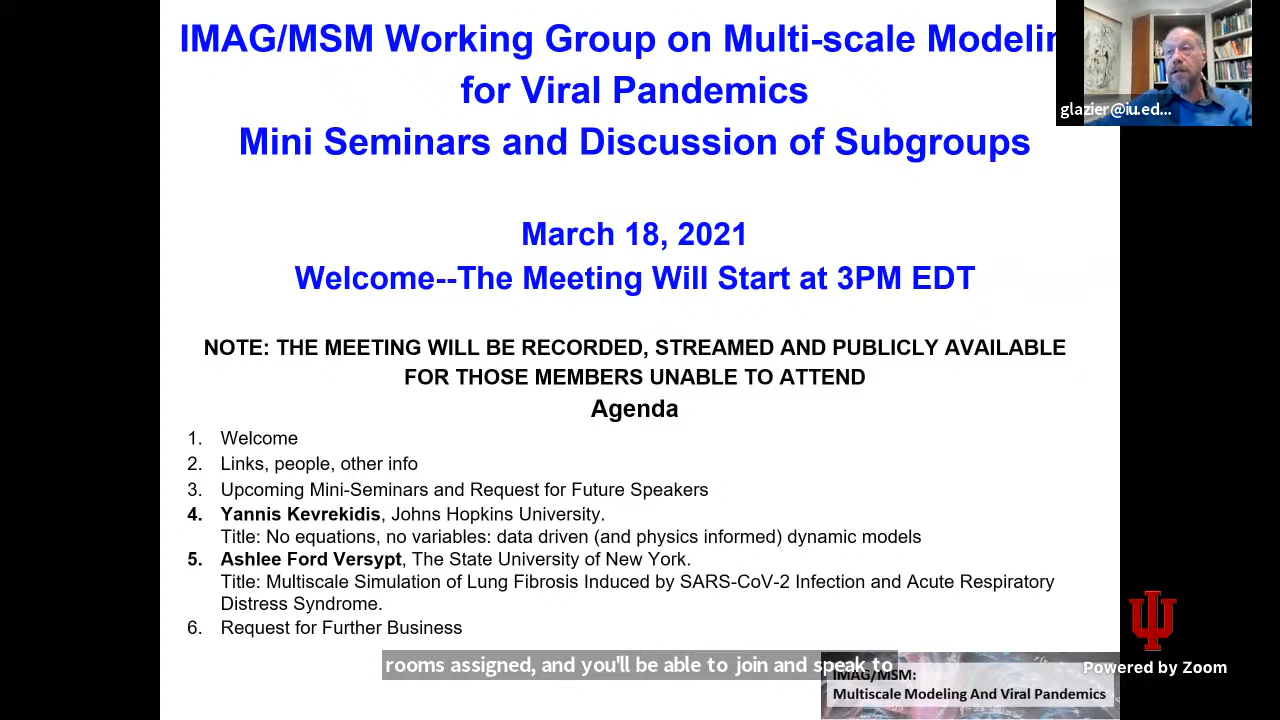 IMAG/MSM Working Group on Multi-scale Modelin
for Viral Pandemics
Mini Seminars and Discussion of Subgroups
glazier@iu.ed...
March 18, 2021
Welcome--The Meeting Will Start at 3PM EDT
NOTE: THE MEETING WILL BE RECORDED, STREAMED AND PUBLICLY AVAILABLE
FOR THOSE MEMBERS UNABLE TO ATTEND
Agenda
1. Welcome
2. Links, people, other info
3. Upcoming Mini-Seminars and Request for Future Speakers
4. Yannis Kevrekidis, Johns Hopkins University.
Title: No equations, no variables: data driven (and physics informed) dynamic models
5. Ashlee Ford Versypt, The State University of New York.
Title: Multiscale Simulation of Lung Fibrosis Induced by SARS-CoV-2 Infection and Acute Respiratory
Distress Syndrome.
6. Request for Further Business
rooms assigned, and you'll be able to join and speak to
IMAG/MSM:
Multiscale Modeling And Viral Pandemics
Powered by Zoom